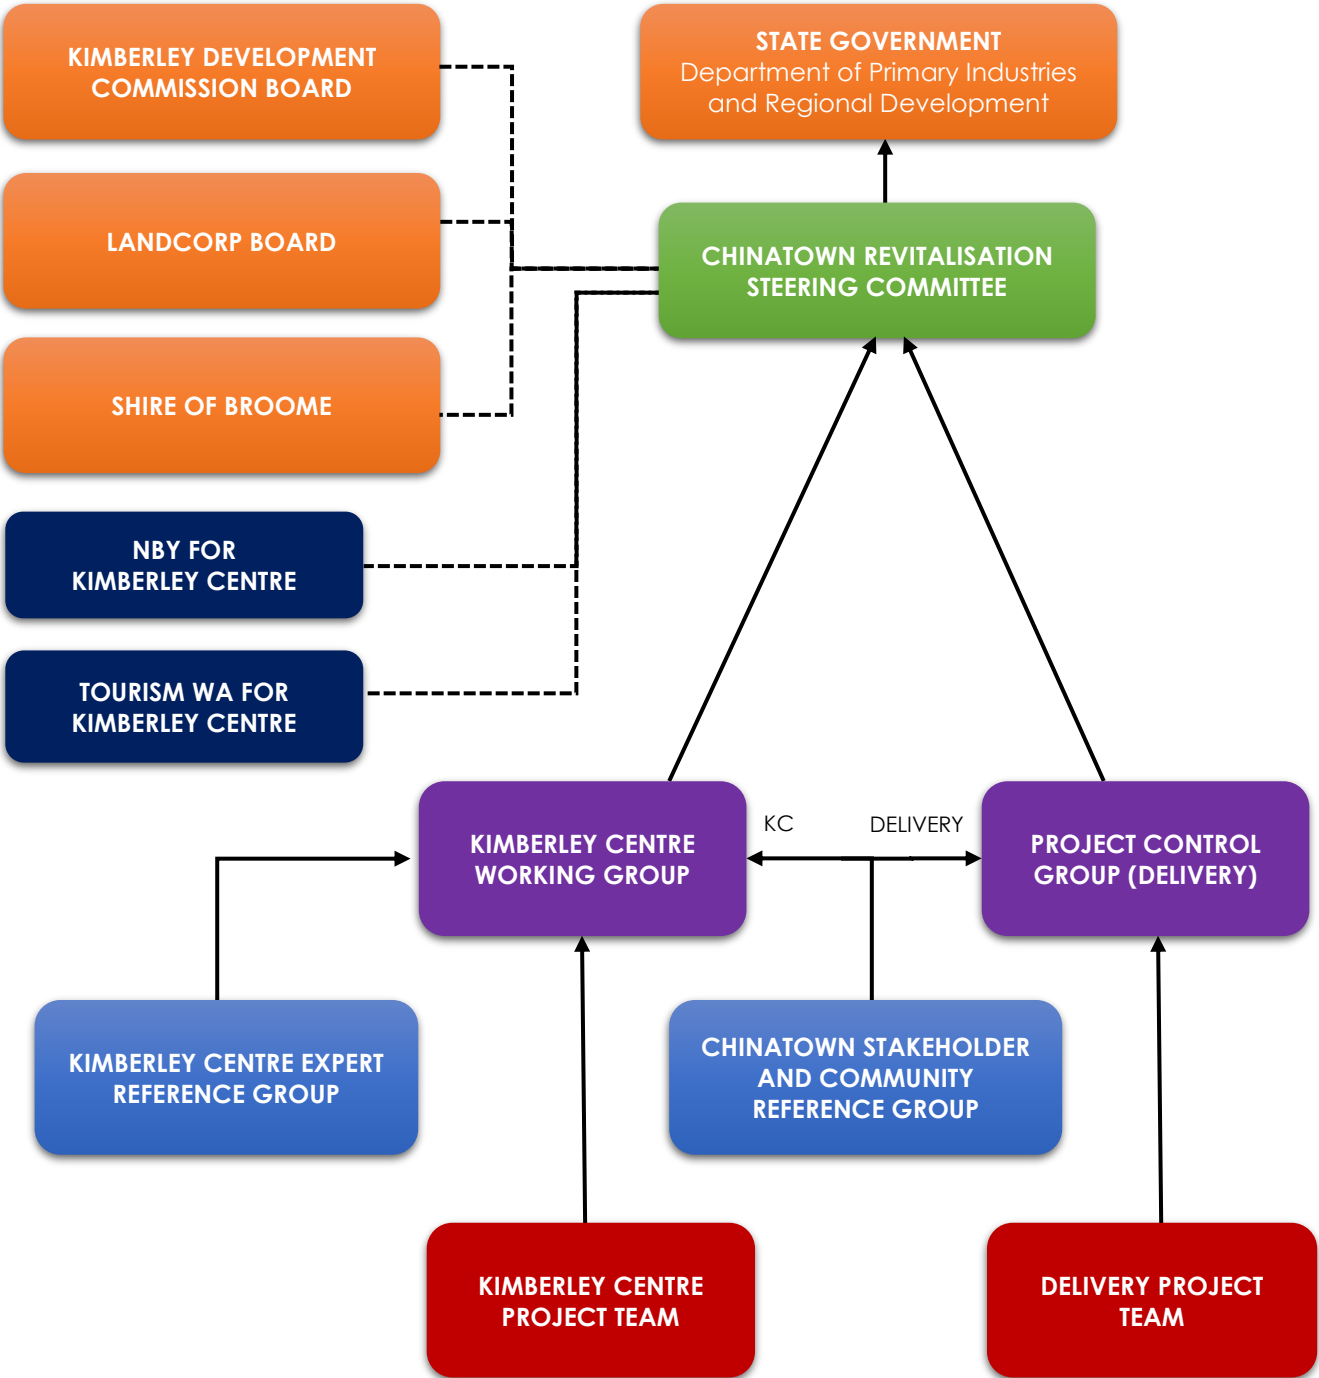 KIMBERLEY DEVELOPMENT
COMMISSION BOARD
STATE GOVERNMENT
Department of Primary Industries
and Regional Development
LANDCORP BOARD
CHINATOWN REVITALISATION
STEERING COMMITTEE
SHIRE OF BROOME
NBY FOR
KIMBERLEY CENTRE
TOURISM WA FOR
KIMBERLEY CENTRE
KIMBERLEY CENTRE
WORKING GROUP
KC
DELIVERY
PROJECT CONTROL
GROUP (DELIVERY)
KIMBERLEY CENTRE EXPERT
REFERENCE GROUP
CHINATOWN STAKEHOLDER
AND COMMUNITY
REFERENCE GROUP
KIMBERLEY CENTRE
PROJECT TEAM
DELIVERY PROJECT
TEAM